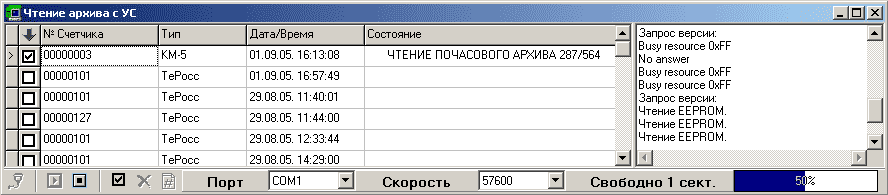 Чтение архива с УС
№ Счетчика Тип Дата/Время Состояние
00000003 КМ-5 01.09.05. 16:13:08 ЧТЕНИЕ ПОЧАСОВОГО АРХИВА 287/564
00000101 ТеРосс 01.09.05. 16:57:49
00000101 ТеРосс 29.08.05. 11:40:01
00000127 ТеРосс 29.08.05. 11:44:00
00000101 ТеРосс 29.08.05. 12:33:44
00000101 ТеРосс 29.08.05. 14:29:00
Запрос версии:
Busy resource 0xFF
No answer
Busy resource 0xFF
Busy resource 0xFF
Запрос версии:
Чтение EEPROM.
Чтение EEPROM.
Чтение EEPROM.
Порт COM1 Скорость 57600 Свободно 1 сект. 50%